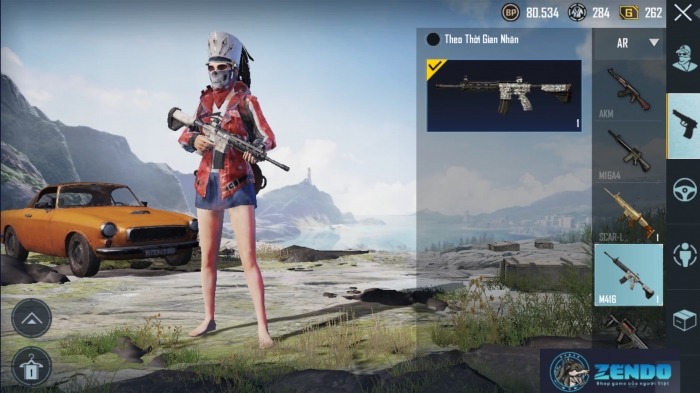 BP 80.534 284 G 262
Theo Thời Gian Nhận
AR
1
AKM
M16A4
SCAR-L
1
M416
1
ZENDO
Shop game của người Việt